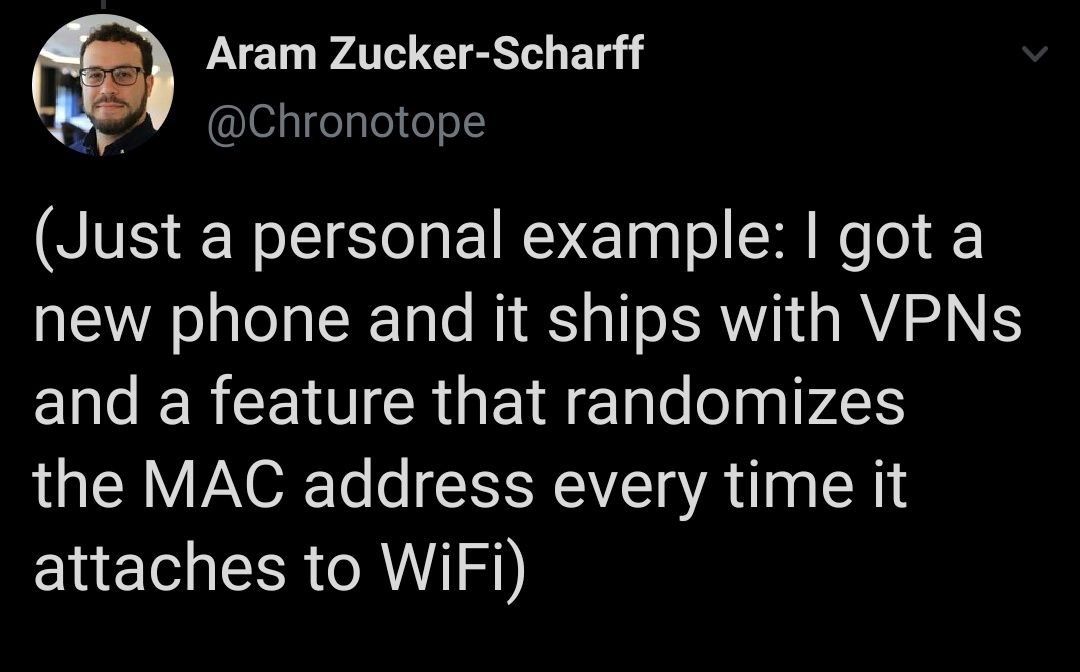 Aram Zucker-Scharff
@Chronotope
(Just a personal example: I got a
new phone and it ships with VPNs
and a feature that randomizes
the MAC address every time it
attaches to WiFi)